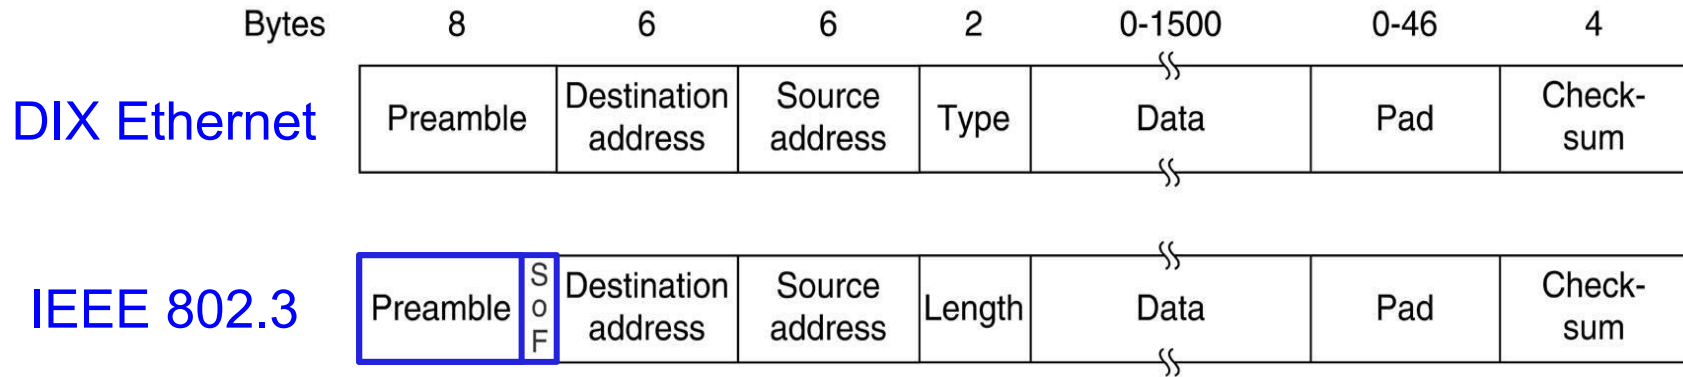 Bytes 8 6 6 2 0-1500 0-46 4
DIX Ethernet
Preamble
Destination
address
Source
address
Type
Data
Pad
Check-
sum
IEEE 802.3
Preamble
S
o
F
Destination
address
Source
address
Length
Data
Pad
Check-
sum